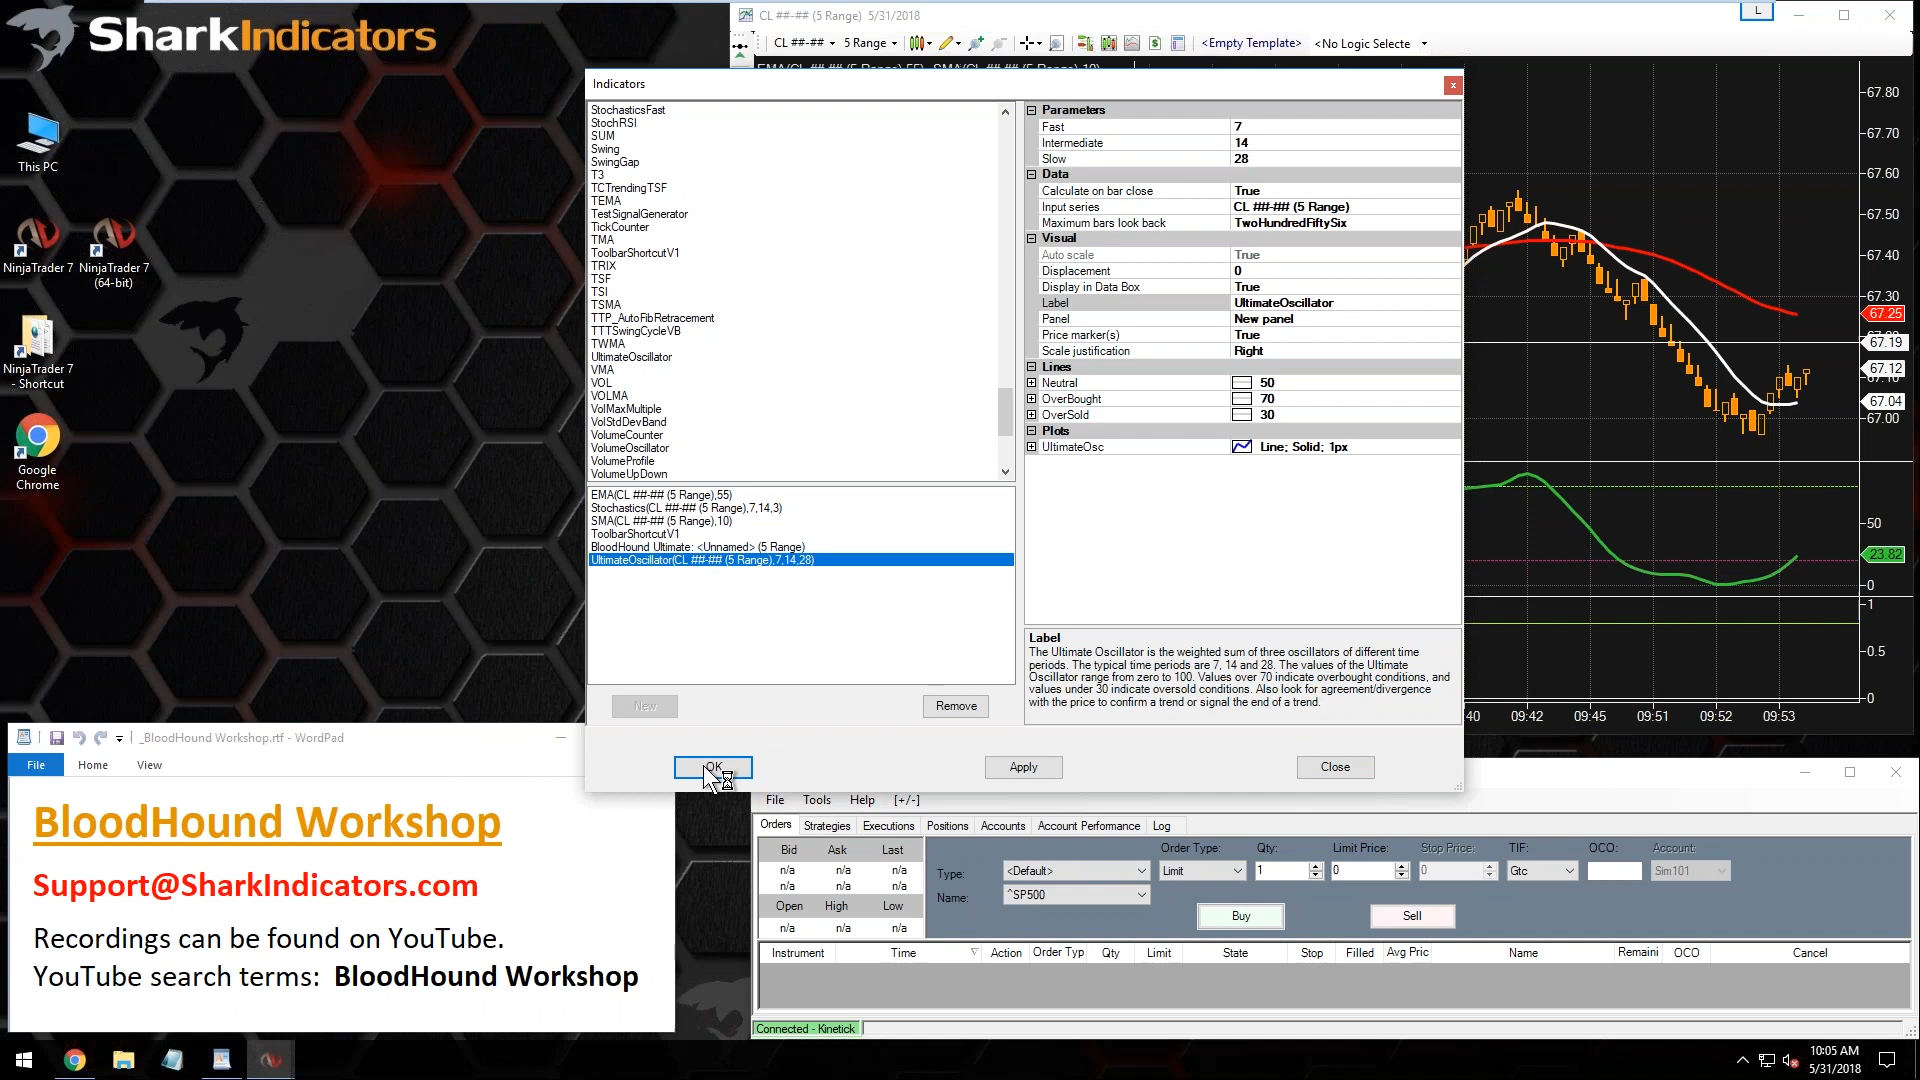 SharkIndicators
This PC
NinjaTrader 7
NinjaTrader 7
(64-bit)
NinjaTrader 7
- Shortcut
Google
Chrome
CL ##-## (5 Range)  5/31/2018
L
CL ##-##
5 Range
<Empty Template>
<No Logic Selecte
Indicators
x
StochasticsFast
StochRSI
SUM
Swing
SwingGap
T3
TCTrendingTSF
TEMA
TestSignalGenerator
TickCounter
TMA
ToolbarShortcutV1
TRIX
TSF
TSI
TSMA
TTP_AutoFibRetracement
TTTSwingCycleVB
TWMA
UltimateOscillator
VMA
VOL
VOLMA
VolMaxMultiple
VolStdDevBand
VolumeCounter
VolumeOscillator
VolumeProfile
VolumeUpDown
EMA(CL ##-## (5 Range),55)
Stochastics(CL ##-## (5 Range),7,14,3)
SMA(CL ##-## (5 Range),10)
ToolbarShortcutV1
BloodHound Ultimate: <Unnamed> (5 Range)
UltimateOscillator(CL ##-## (5 Range),7,14,28)
New
Remove
Parameters
Fast 7
Intermediate 14
Slow 28
Data
Calculate on bar close True
Input series CL ##-## (5 Range)
Maximum bars look back TwoHundredFiftySix
Visual
Auto scale True
Displacement 0
Display in Data Box True
Label UltimateOscillator
Panel New panel
Price marker(s) True
Scale justification Right
Lines
Neutral 50
OverBought 70
OverSold 30
Plots
UltimateOsc Line; Solid; 1px
Label
The Ultimate Oscillator is the weighted sum of three oscillators of different time
periods. The typical time periods are 7, 14 and 28. The values of the Ultimate
Oscillator range from zero to 100. Values over 70 indicate overbought conditions, and
values under 30 indicate oversold conditions. Also look for agreement/divergence
with the price to confirm a trend or signal the end of a trend.
OK
Apply
Close
67.80
67.70
67.60
67.50
67.40
67.30
67.25
67.19
67.12
67.04
67.00
50
23.82
0
1
0.5
0
:40 09:42 09:45 09:51 09:52 09:53
_BloodHound Workshop.rtf - WordPad
File Home View
BloodHound Workshop
Support@SharkIndicators.com
Recordings can be found on YouTube.
YouTube search terms:  BloodHound Workshop
File Tools Help [+/-]
Orders Strategies Executions Positions Accounts Account Performance Log
Bid Ask Last
n/a n/a n/a
n/a n/a n/a
Open High Low
n/a n/a n/a
Order Type: Qty: Limit Price: Stop Price: TIF: OCO: Account:
Type: <Default> Limit 1 0 0 Gtc Sim101
Name: ^SP500
Buy
Sell
Instrument Time Action Order Typ Qty Limit State Stop Filled Avg Pric Name Remaini OCO Cancel
Connected - Kinetick
10:05 AM
5/31/2018